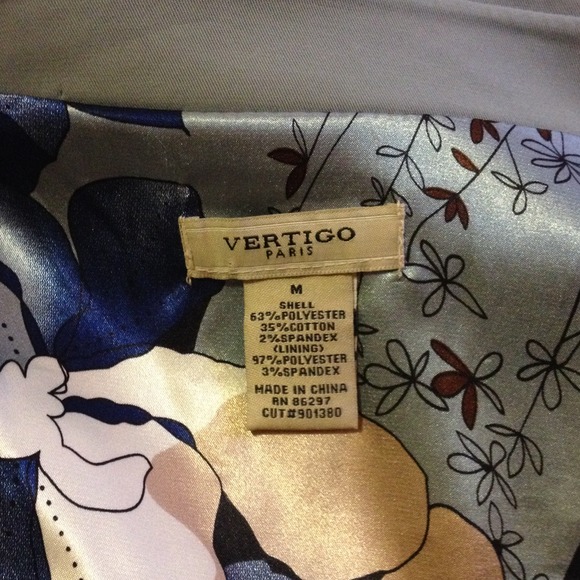 VERTIGO
PARIS
M
SHELL
63%POLYESTER
35%COTTON
2%SPANDEX
(LINING)
97%POLYESTER
3%SPANDEX
MADE IN CHINA
RN 86297
CUT#901380